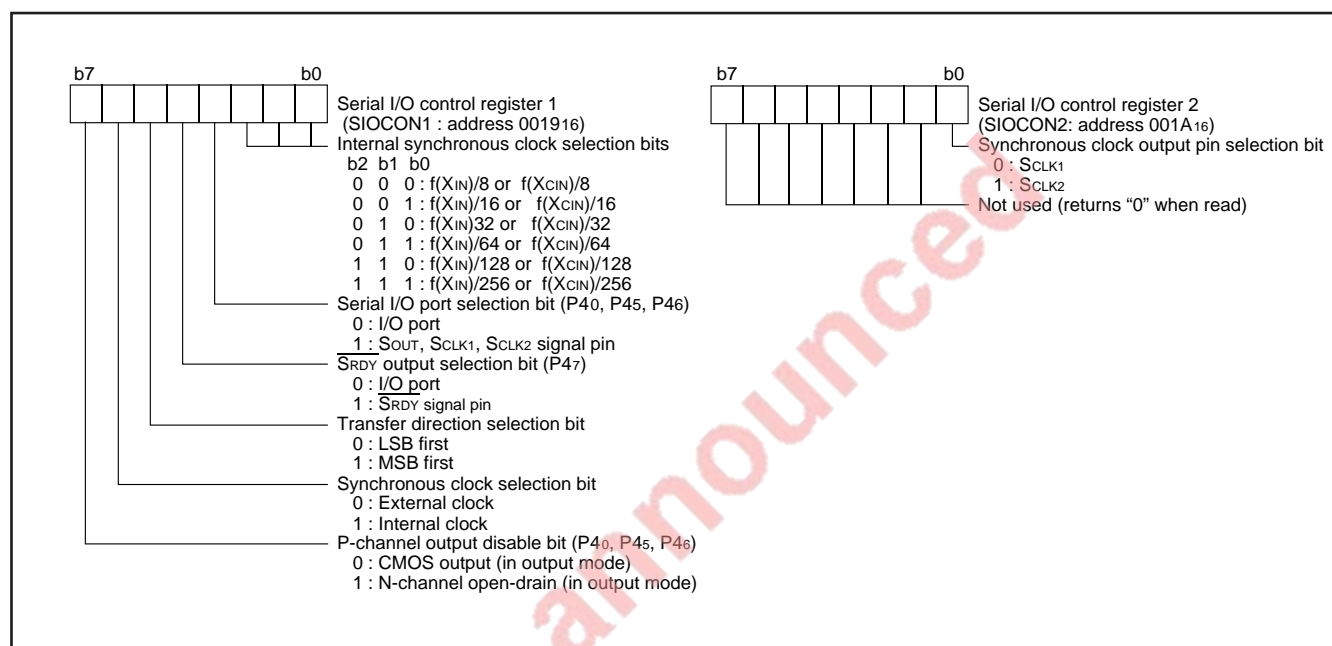 b7 b0
Serial I/O control register 1
(SIOCON1 : address 001916)
Internal synchronous clock selection bits
b2 b1 b0
0 0 0 : f(XIN)/8 or f(XCIN)/8
0 0 1 : f(XIN)/16 or f(XCIN)/16
0 1 0 : f(XIN)32 or f(XCIN)/32
0 1 1 : f(XIN)/64 or f(XCIN)/64
1 1 0 : f(XIN)/128 or f(XCIN)/128
1 1 1 : f(XIN)/256 or f(XCIN)/256
Serial I/O port selection bit (P40, P45, P46)
0 : I/O port
1 : SOUT, SCLK1, SCLK2 signal pin
SRDY output selection bit (P47)
0 : I/O port
1 : SRDY signal pin
Transfer direction selection bit
0 : LSB first
1 : MSB first
Synchronous clock selection bit
0 : External clock
1 : Internal clock
P-channel output disable bit (P40, P45, P46)
0 : CMOS output (in output mode)
1 : N-channel open-drain (in output mode)
b7 b0
Serial I/O control register 2
(SIOCON2: address 001A16)
Synchronous clock output pin selection bit
0 : SCLK1
1 : SCLK2
Not used (returns “0” when read)
announced